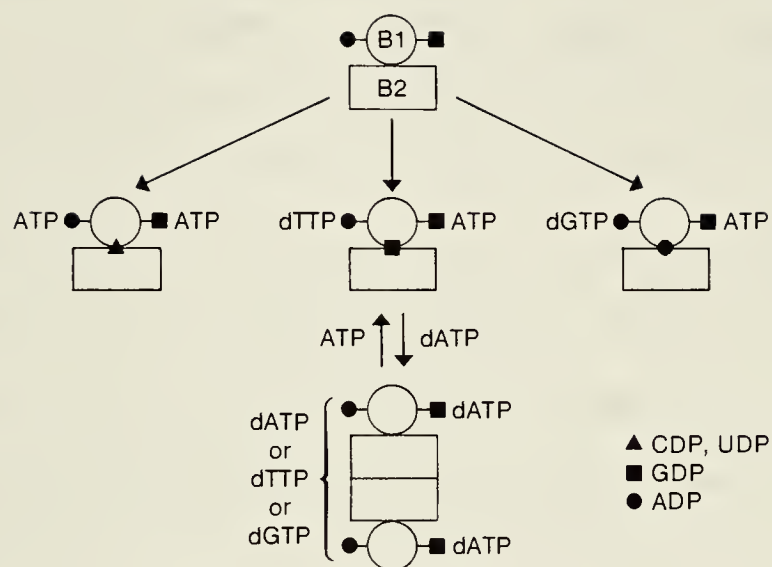 B1
B2
ATP ATP
dTTP ATP
dGTP ATP
ATP dATP
dATP
or
dTTP
or
dGTP
dATP
dATP
▲ CDP, UDP
■ GDP
● ADP